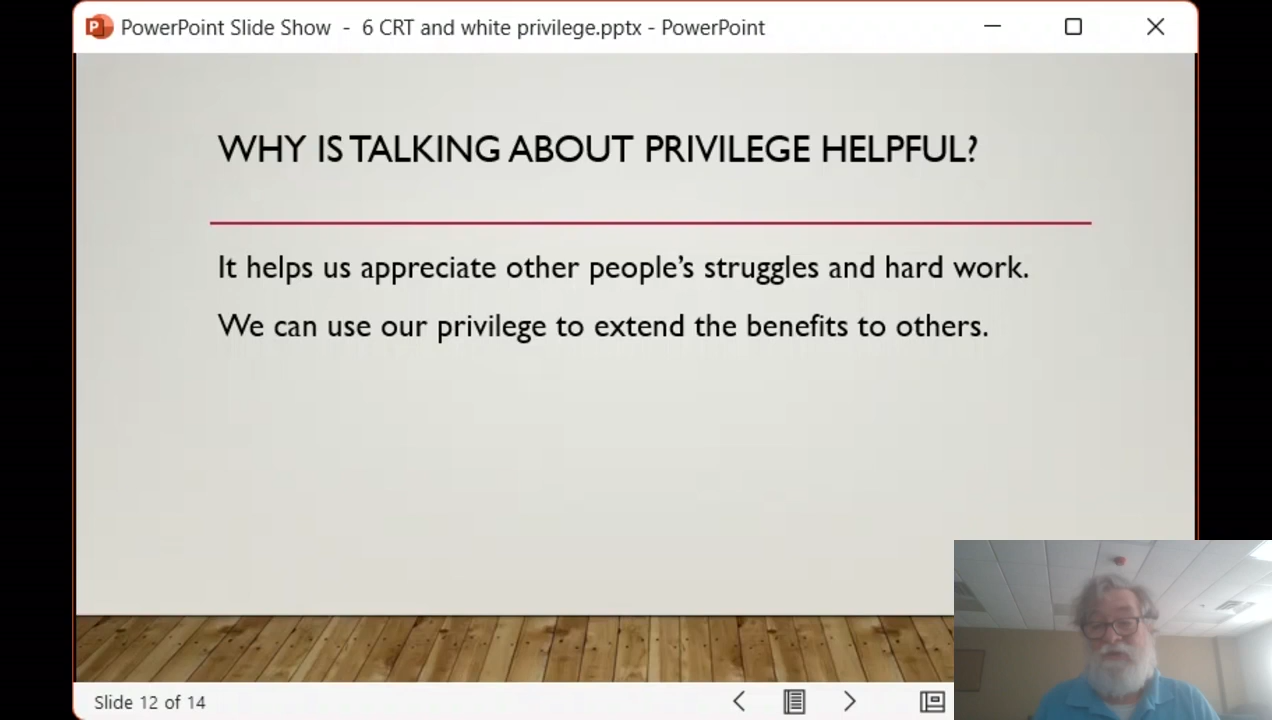 PowerPoint Slide Show - 6 CRT and white privilege.pptx - PowerPoint
WHY IS TALKING ABOUT PRIVILEGE HELPFUL?
It helps us appreciate other people’s struggles and hard work.
We can use our privilege to extend the benefits to others.
Slide 12 of 14